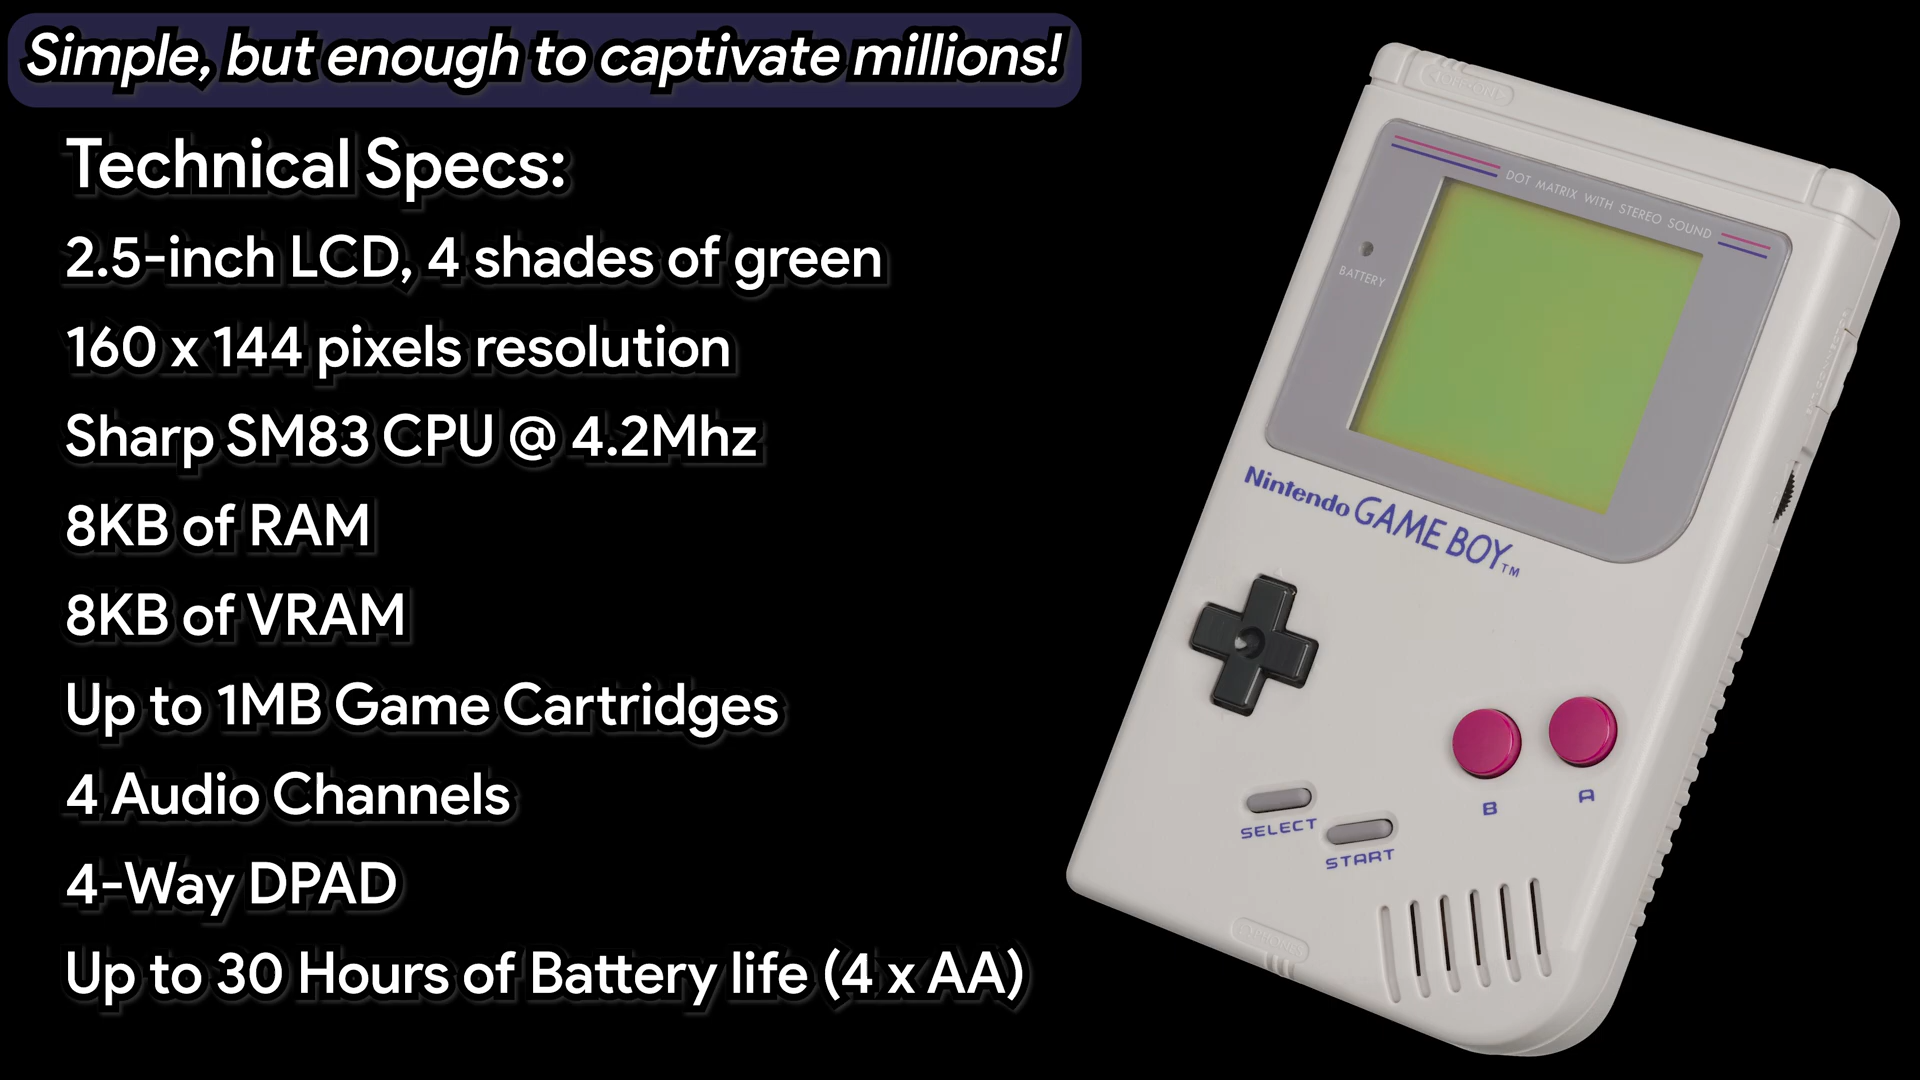 Simple, but enough to captivate millions!
Technical Specs:
2.5-inch LCD, 4 shades of green
160 x 144 pixels resolution
Sharp SM83 CPU @ 4.2Mhz
8KB of RAM
8KB of VRAM
Up to 1MB Game Cartridges
4 Audio Channels
4-Way DPAD
Up to 30 Hours of Battery life (4 x AA)
DOT MATRIX WITH STEREO SOUND
BATTERY
Nintendo GAME BOY™
B
A
SELECT
START